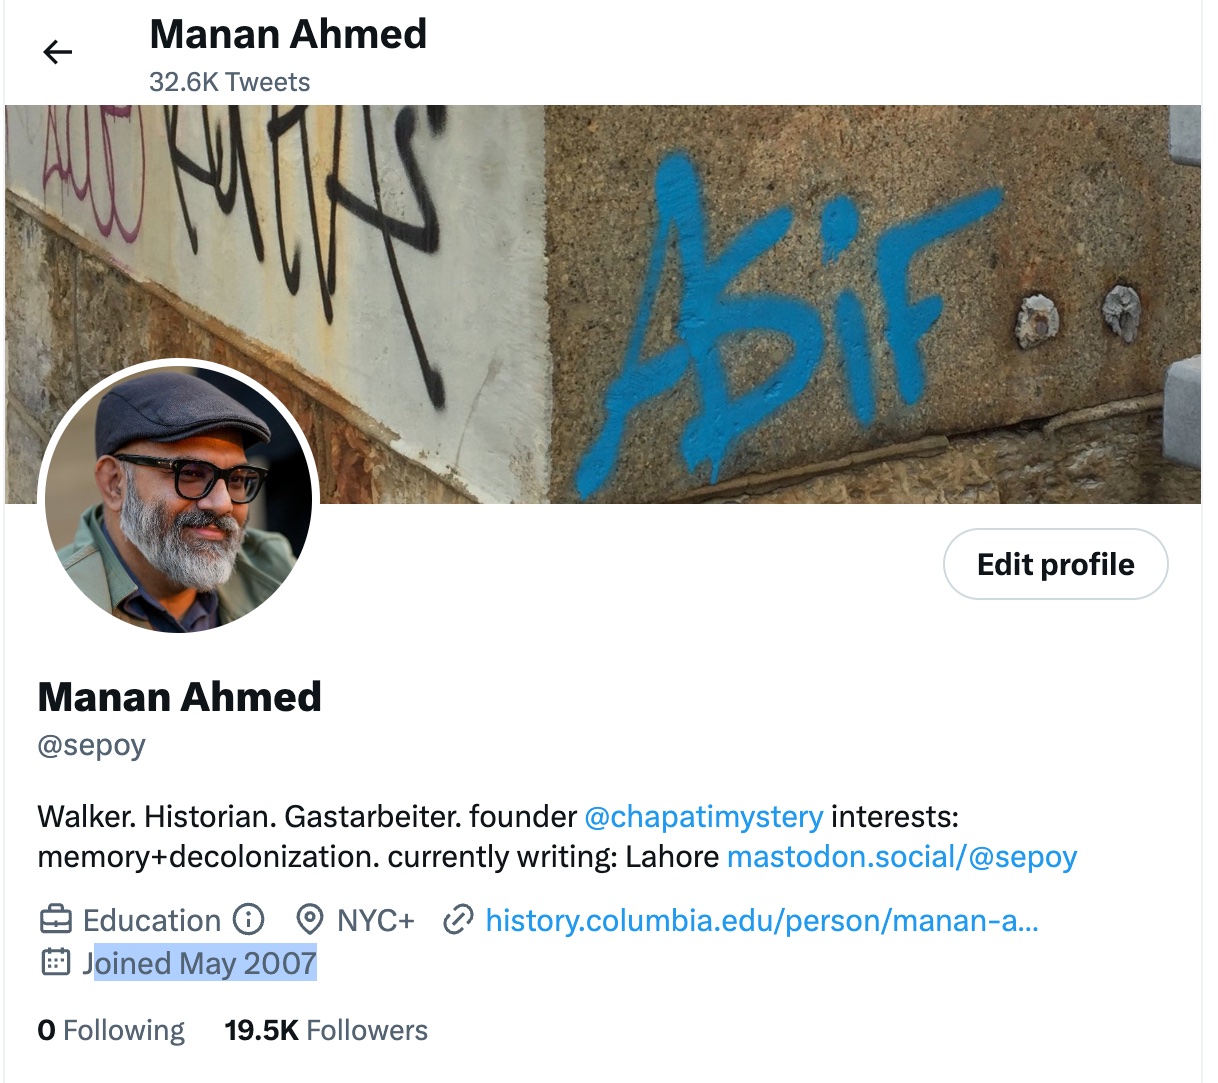 Manan Ahmed
32.6K Tweets
ASiF
Edit profile
Manan Ahmed
@sepoy
Walker. Historian. Gastarbeiter. founder @chapatimystery interests:
memory+decolonization. currently writing: Lahore mastodon.social/@sepoy
Education NYC+ history.columbia.edu/person/manan-a...
Joined May 2007
0 Following 19.5K Followers